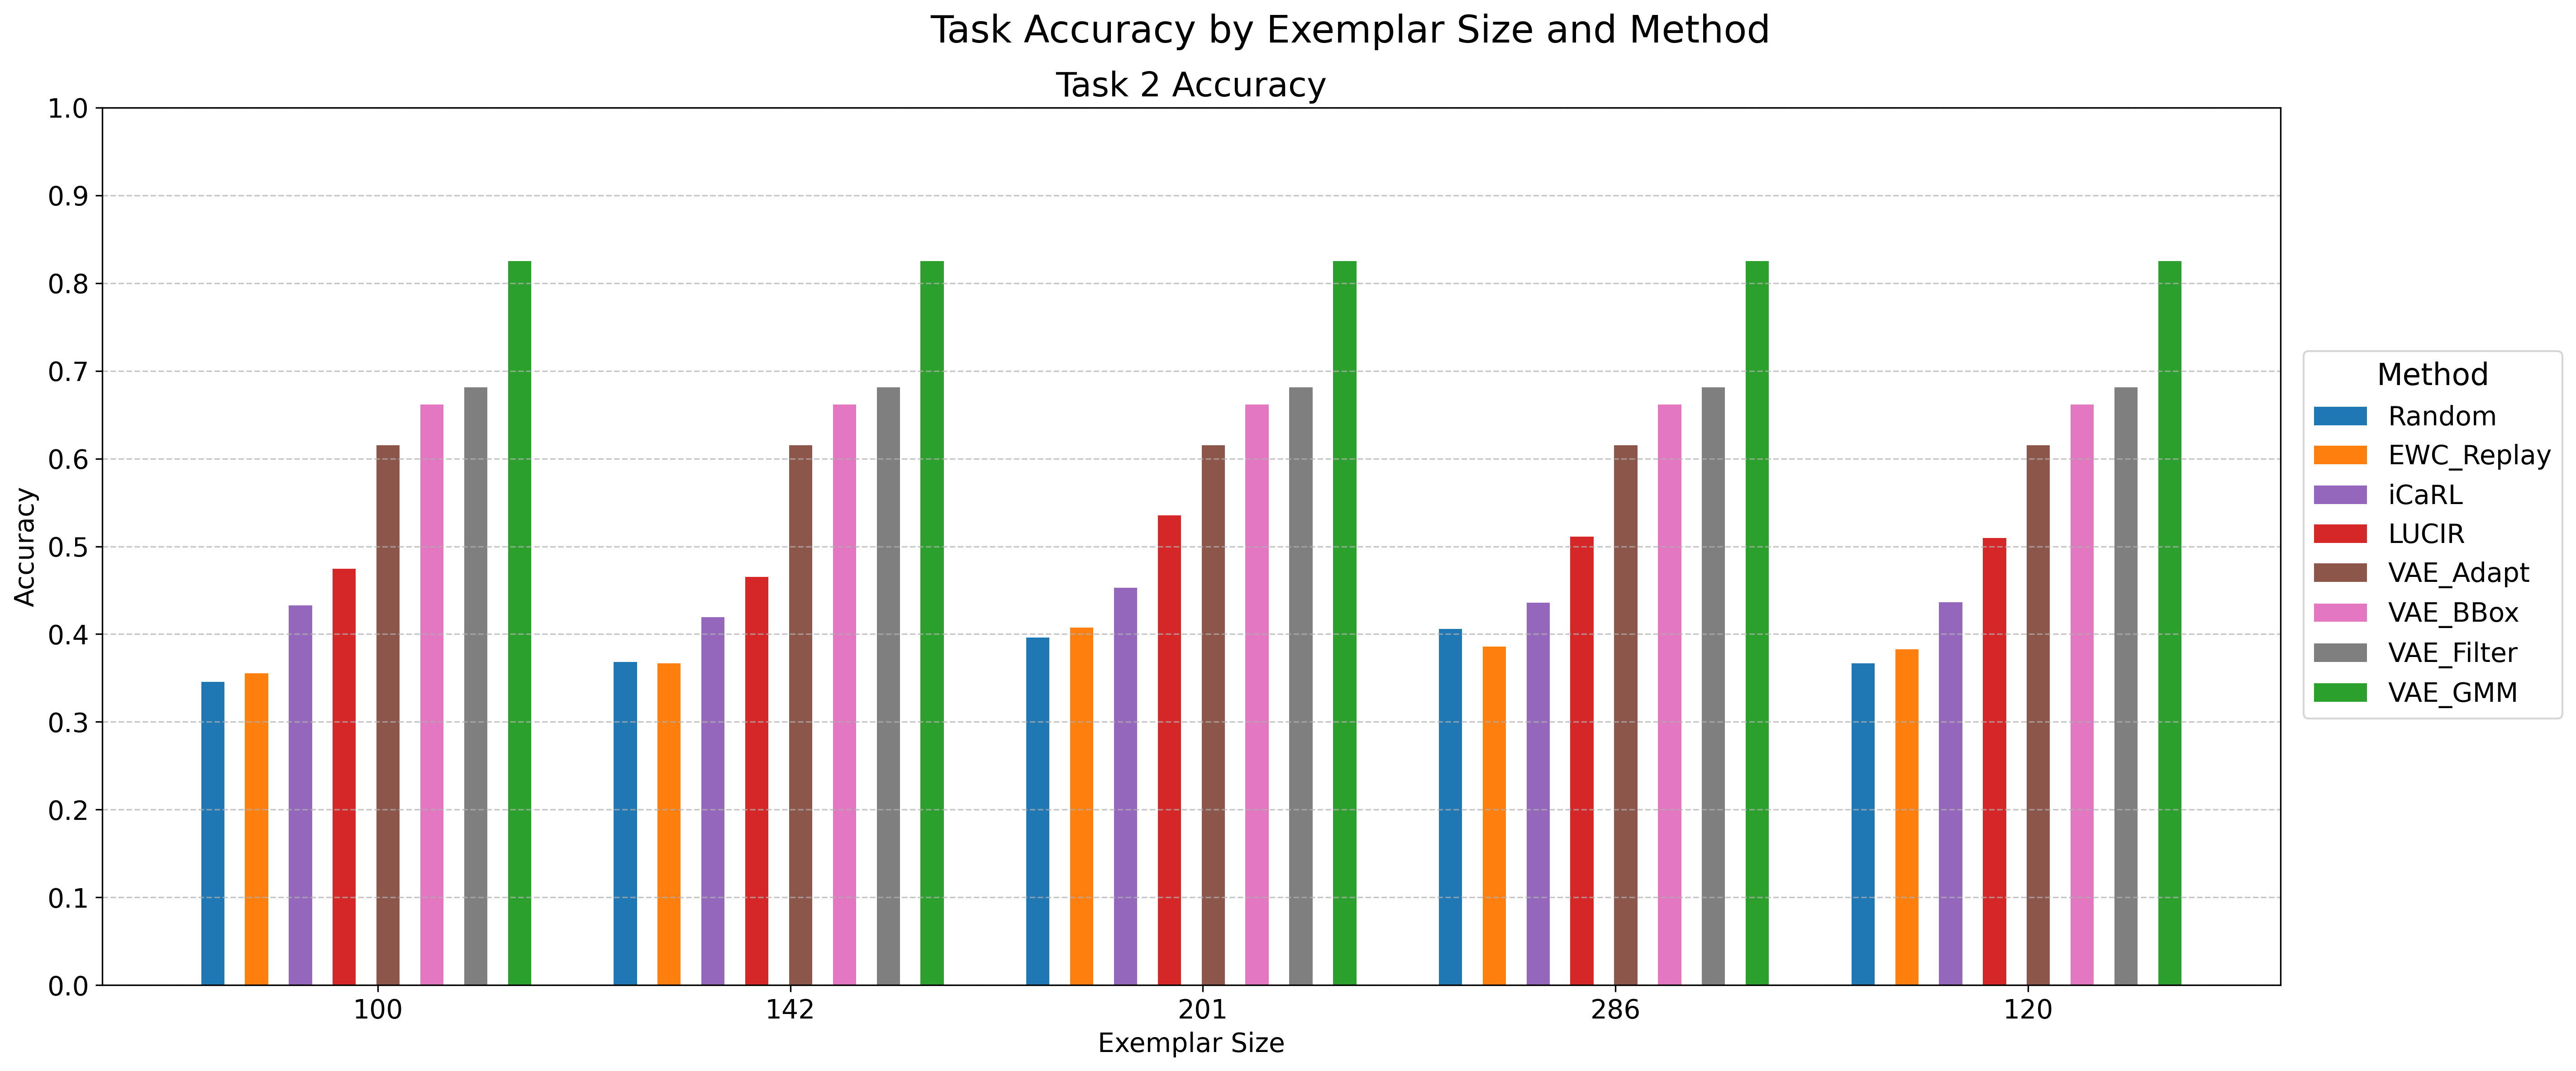 Task Accuracy by Exemplar Size and Method
Task 2 Accuracy
1.0
0.9
0.8
0.7
0.6
0.5
0.4
0.3
0.2
0.1
0.0
Accuracy
100 142 201 286 120
Exemplar Size
Method
Random
EWC_Replay
iCaRL
LUCIR
VAE_Adapt
VAE_BBox
VAE_Filter
VAE_GMM